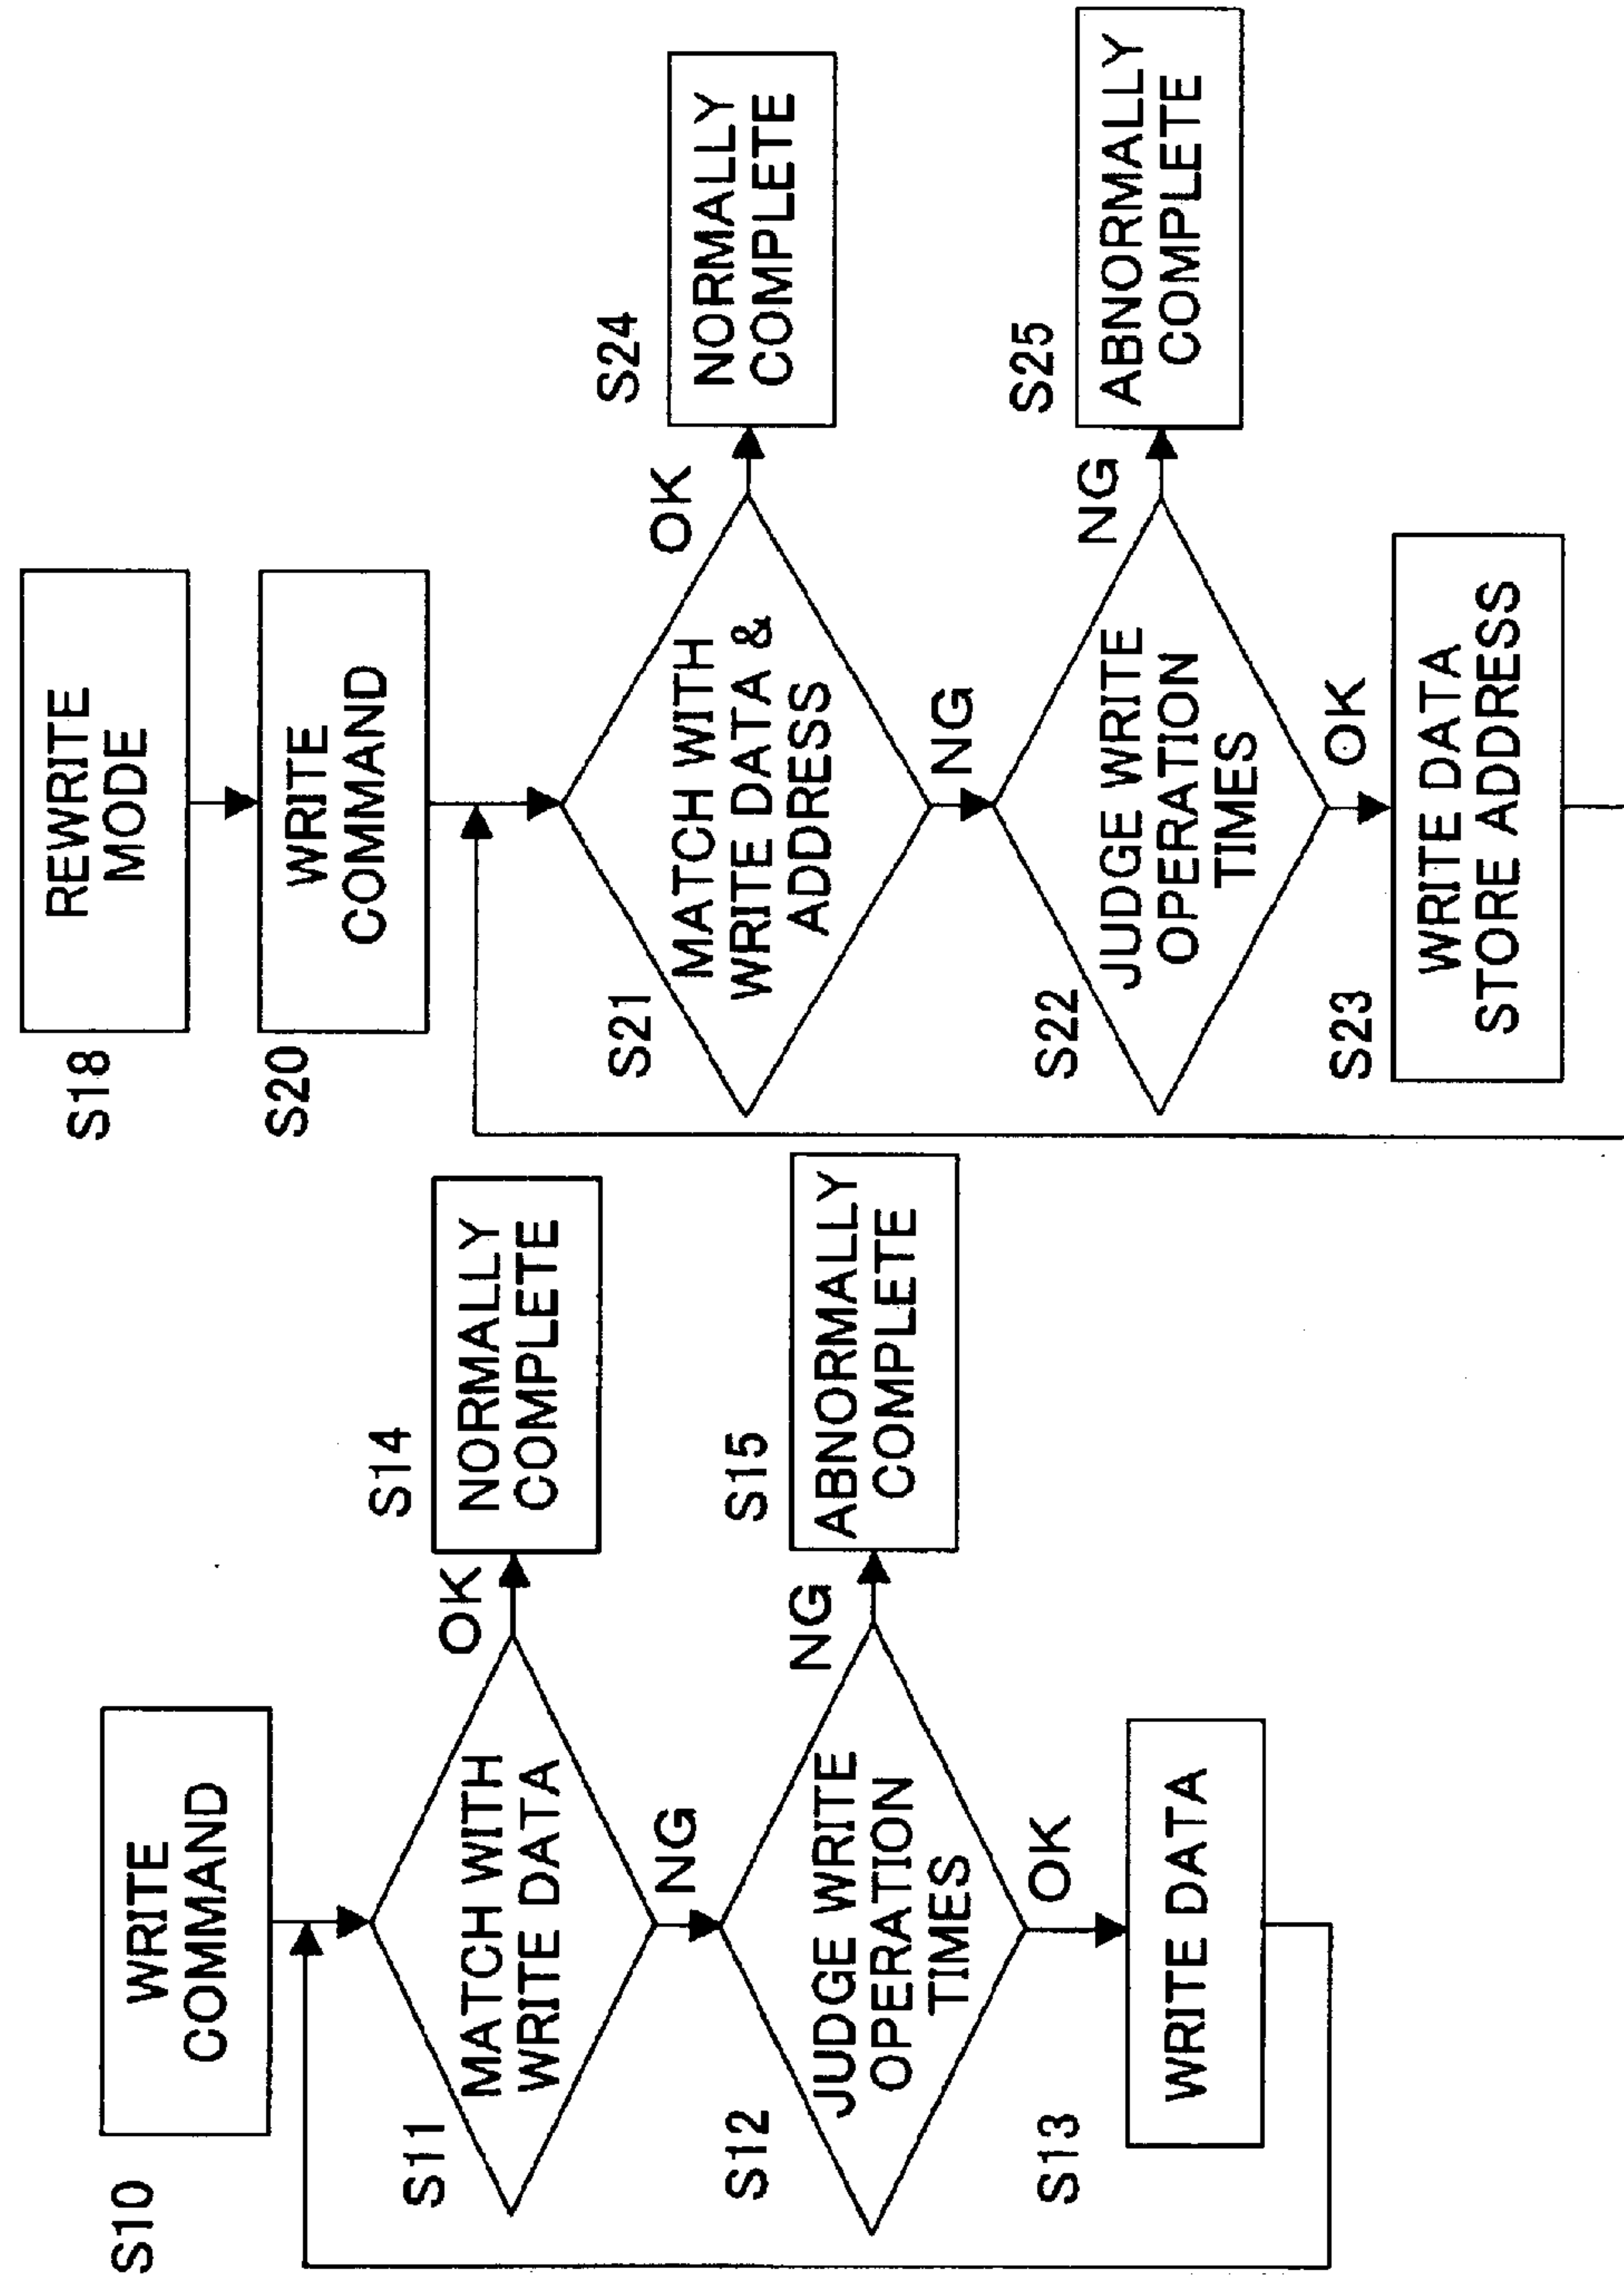 S10
WRITE
COMMAND
S11
MATCH WITH
WRITE DATA
OK
S14
NORMALLY
COMPLETE
NG
S12
JUDGE WRITE
OPERATION
TIMES
NG
S15
ABNORMALLY
COMPLETE
OK
S13
WRITE DATA
S18
REWRITE
MODE
S20
WRITE
COMMAND
S21
MATCH WITH
WRITE DATA &
ADDRESS
OK
S24
NORMALLY
COMPLETE
NG
S22
JUDGE WRITE
OPERATION
TIMES
NG
S25
ABNORMALLY
COMPLETE
OK
S23
WRITE DATA
STORE ADDRESS